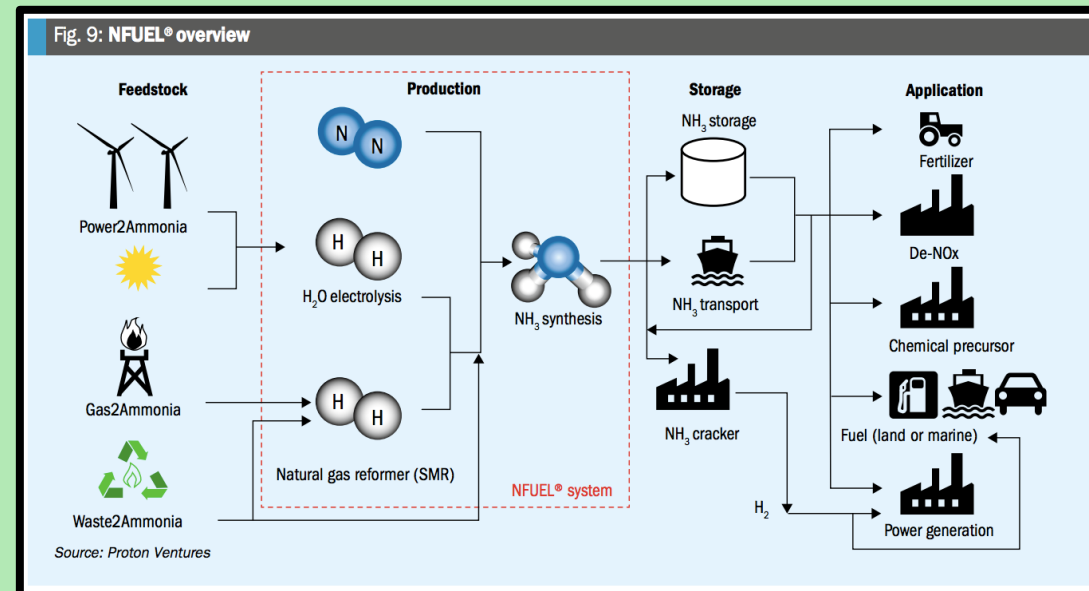 Fig. 9: NFUEL® overview
Feedstock
Production
Storage
Application
Power2Ammonia
Gas2Ammonia
Waste2Ammonia
N
N
H
H
H₂O electrolysis
H
H
Natural gas reformer (SMR)
NH₃ synthesis
NFUEL® system
NH₃ storage
NH₃ transport
NH₃ cracker
H₂
Fertilizer
De-NOx
Chemical precursor
Fuel (land or marine)
Power generation
Source: Proton Ventures